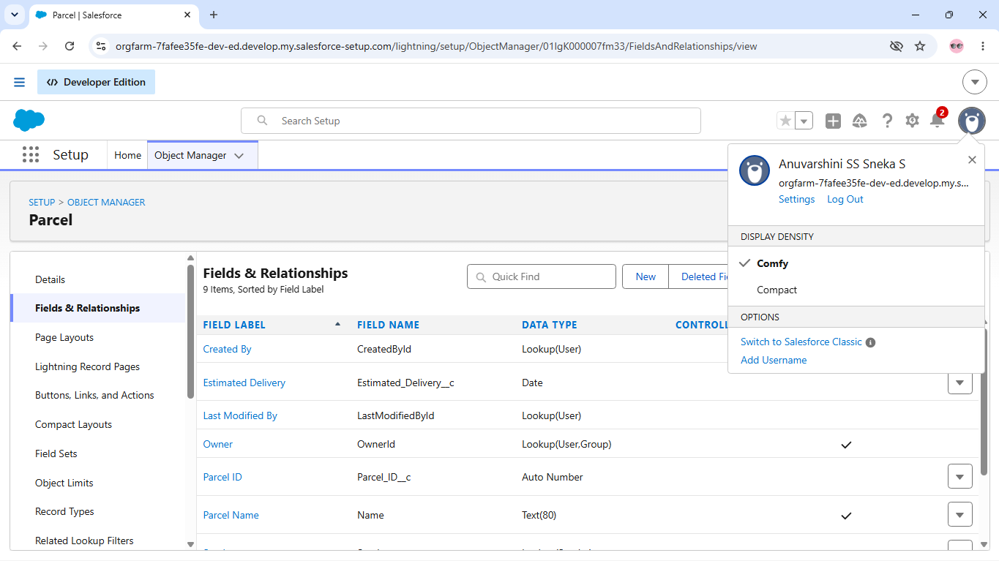 Parcel | Salesforce
orgfarm-7fafee35fe-dev-ed.develop.my.salesforce-setup.com/lightning/setup/ObjectManager/01IgK000007fm33/FieldsAndRelationships/view
</> Developer Edition
Search Setup
2
Setup
Home
Object Manager
Anuvarshini SS Sneka S
orgfarm-7fafee35fe-dev-ed.develop.my.s...
Settings Log Out
DISPLAY DENSITY
Comfy
Compact
OPTIONS
Switch to Salesforce Classic
Add Username
SETUP > OBJECT MANAGER
Parcel
Details
Fields & Relationships
Page Layouts
Lightning Record Pages
Buttons, Links, and Actions
Compact Layouts
Field Sets
Object Limits
Record Types
Related Lookup Filters
Fields & Relationships
9 Items, Sorted by Field Label
Quick Find
New
Deleted Fi
FIELD LABEL FIELD NAME DATA TYPE CONTROLL
Created By CreatedById Lookup(User)
Estimated Delivery Estimated_Delivery__c Date
Last Modified By LastModifiedById Lookup(User)
Owner OwnerId Lookup(User,Group)
Parcel ID Parcel_ID__c Auto Number
Parcel Name Name Text(80)